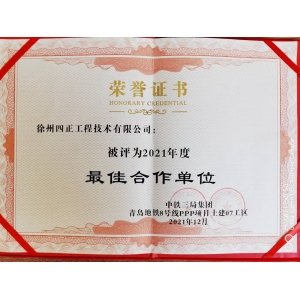 荣誉证书
HONORARY CREDENTIAL
徐州四正工程技术有限公司：
被评为2021年度
最佳合作单位
中铁三局集团
青岛地铁8号线PPP项目土建07工区
2021年12月